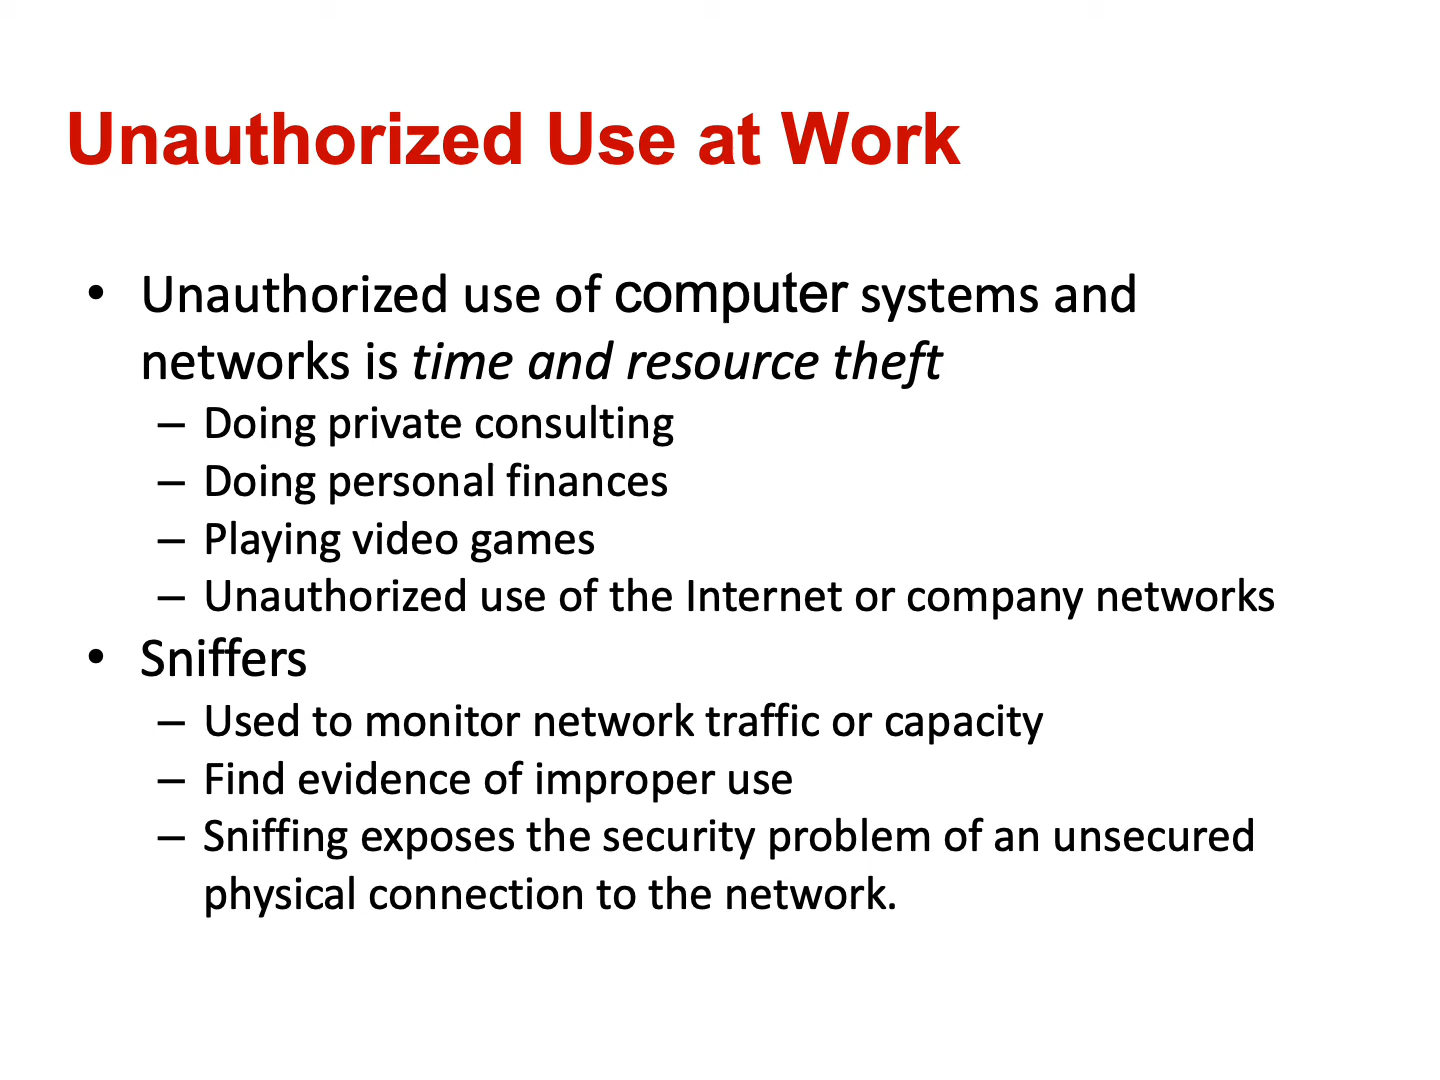 Unauthorized Use at Work
• Unauthorized use of computer systems and
networks is time and resource theft
– Doing private consulting
– Doing personal finances
– Playing video games
– Unauthorized use of the Internet or company networks
• Sniffers
– Used to monitor network traffic or capacity
– Find evidence of improper use
– Sniffing exposes the security problem of an unsecured
physical connection to the network.